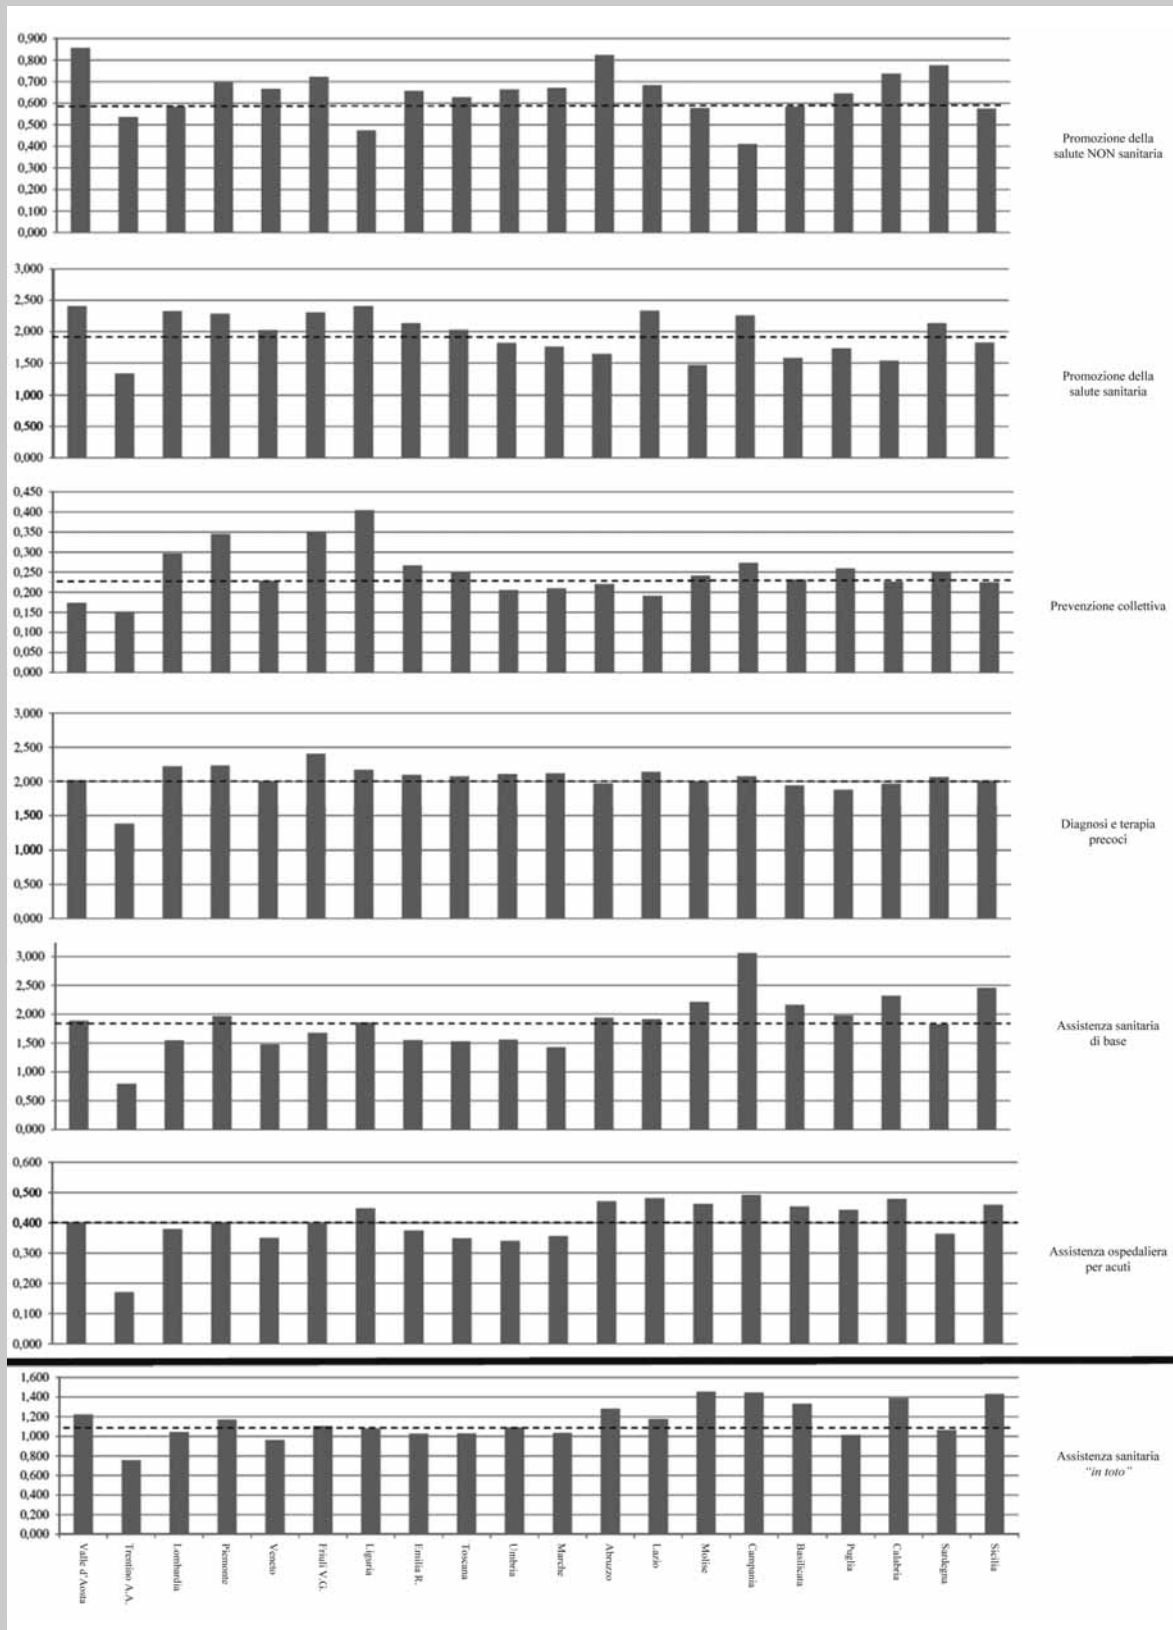 0,900
0,800
0,700
0,600
0,500
0,400
0,300
0,200
0,100
0,000
Promozione della
salute NON sanitaria
3,000
2,500
2,000
1,500
1,000
0,500
0,000
Promozione della
salute sanitaria
0,450
0,400
0,350
0,300
0,250
0,200
0,150
0,100
0,050
0,000
Prevenzione collettiva
3,000
2,500
2,000
1,500
1,000
0,500
0,000
Diagnosi e terapia
precoci
3,000
2,500
2,000
1,500
1,000
0,500
0,000
Assistenza sanitaria
di base
0,600
0,500
0,400
0,300
0,200
0,100
0,000
Assistenza ospedaliera
per acuti
1,600
1,400
1,200
1,000
0,800
0,600
0,400
0,200
0,000
Assistenza sanitaria
"in toto"
Valle d'Aosta
Trentino A.A.
Lombardia
Piemonte
Veneto
Friuli V.G.
Liguria
Emilia R.
Toscana
Umbria
Marche
Abruzzo
Lazio
Molise
Campania
Basilicata
Puglia
Calabria
Sardegna
Sicilia